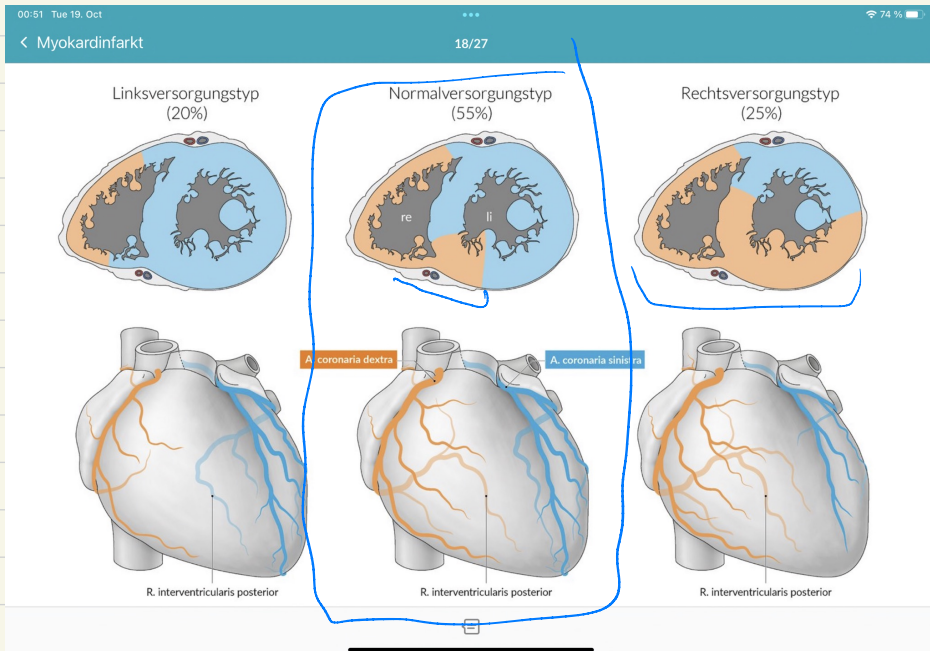 00:51 Tue 19. Oct
74 %
Myokardinfarkt
18/27
Linksversorgungstyp
(20%)
Normalversorgungstyp
(55%)
Rechtsversorgungstyp
(25%)
re
li
A. coronaria dextra
A. coronaria sinistra
R. interventricularis posterior
R. interventricularis posterior
R. interventricularis posterior